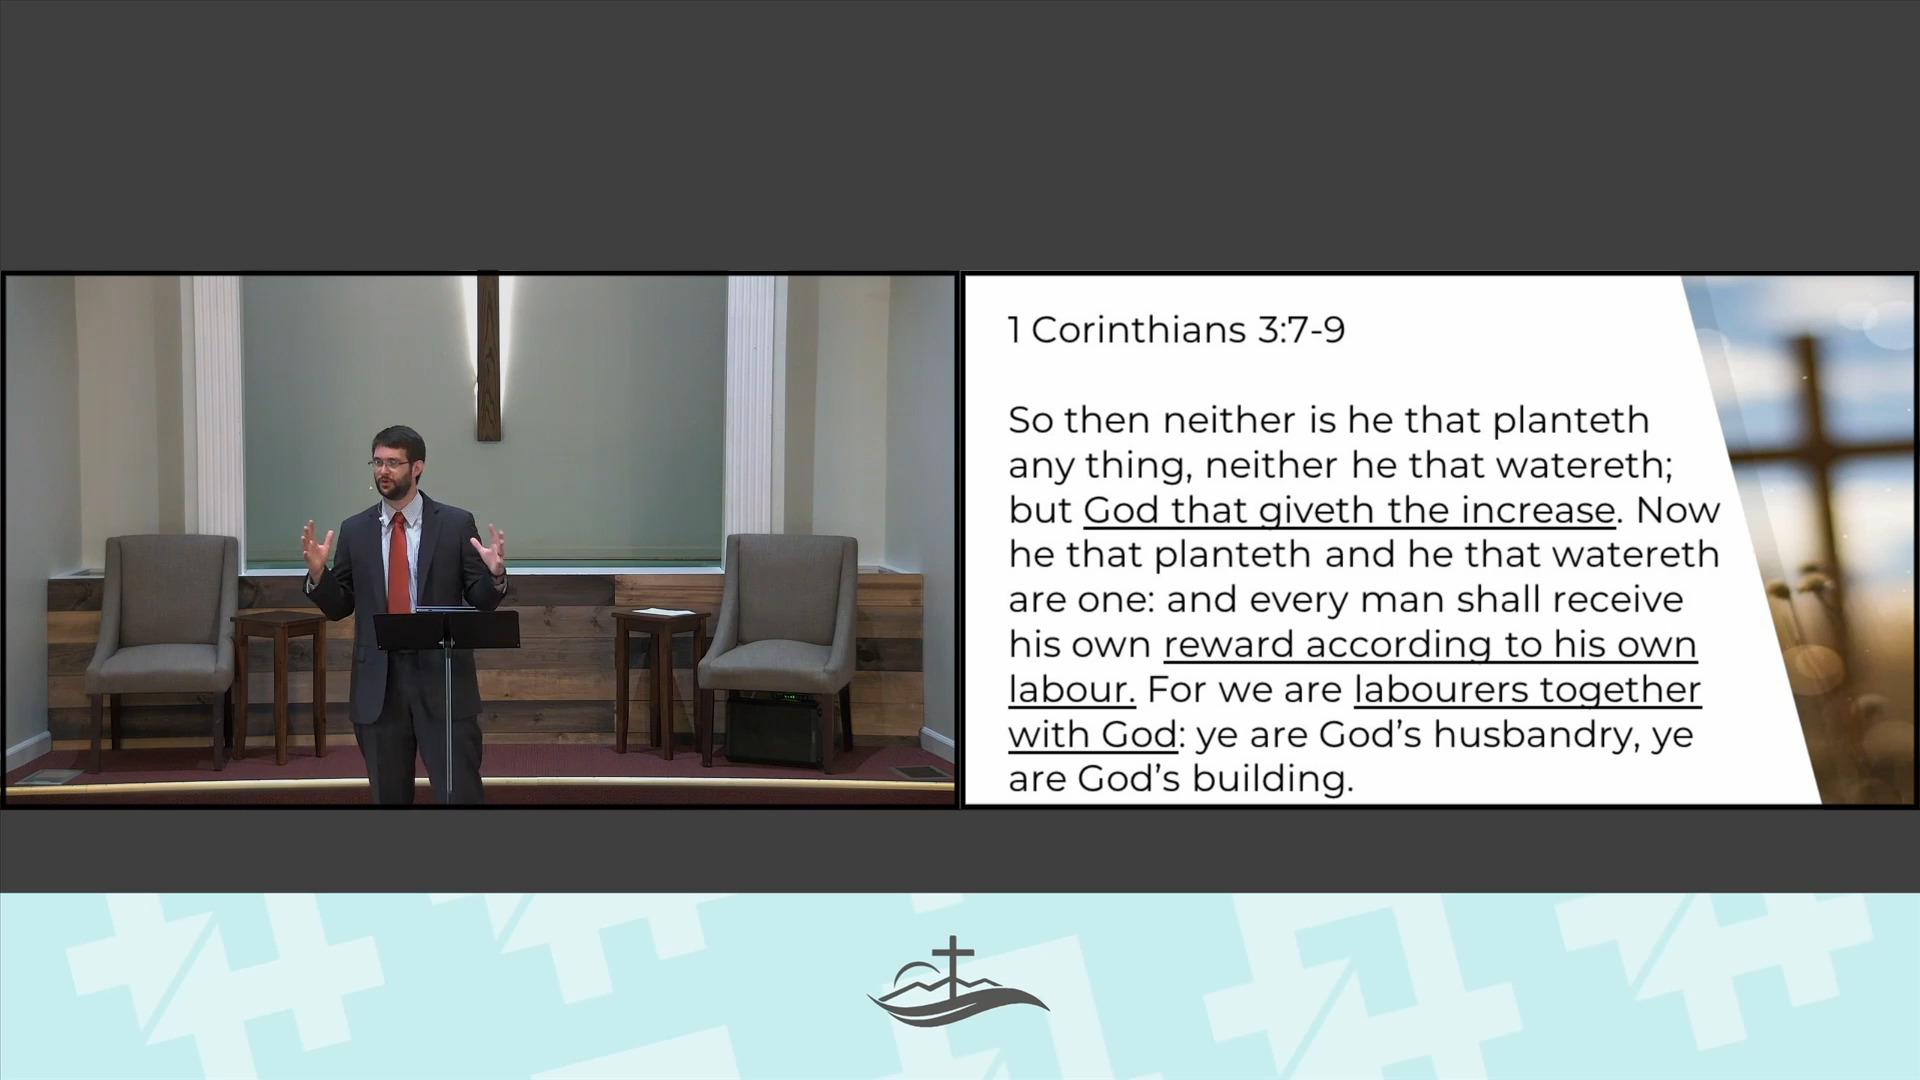 1 Corinthians 3:7-9
So then neither is he that planteth
any thing, neither he that watereth;
but God that giveth the increase. Now
he that planteth and he that watereth
are one: and every man shall receive
his own reward according to his own
labour. For we are labourers together
with God: ye are God’s husbandry, ye
are God’s building.